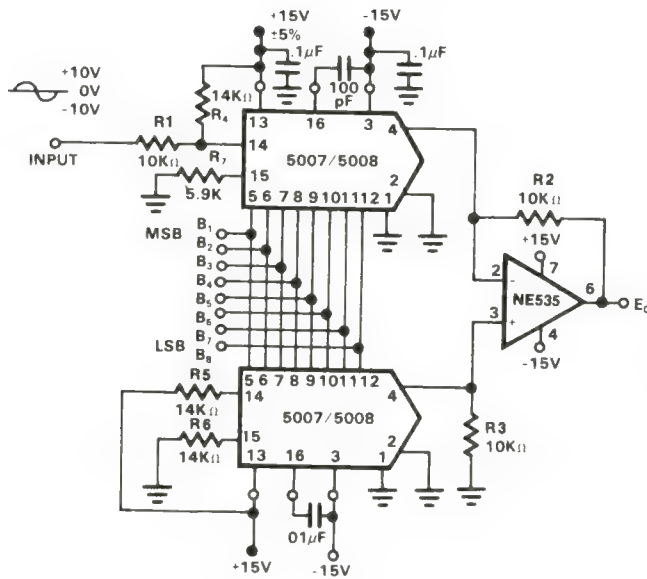 +15V
±5%
-15V
.1μF
.1μF
100
pF
+10V
0V
-10V
14KΩ
R4
13
16
3
4
R1
INPUT
10KΩ
14
R7
15
5.9K
5007/5008
2
1
5 6 7 8 9 10 11 12
R2
10KΩ
+15V
7
2
-
NE535
6
3
+
4
-15V
MSB
B1
B2
B3
B4
B5
B6
B7
LSB
B8
5 6 7 8 9 10 11 12
R5
14KΩ
14
4
5007/5008
R6
14KΩ
15
2
13
16
3
1
R3
10KΩ
01μF
+15V
-15V